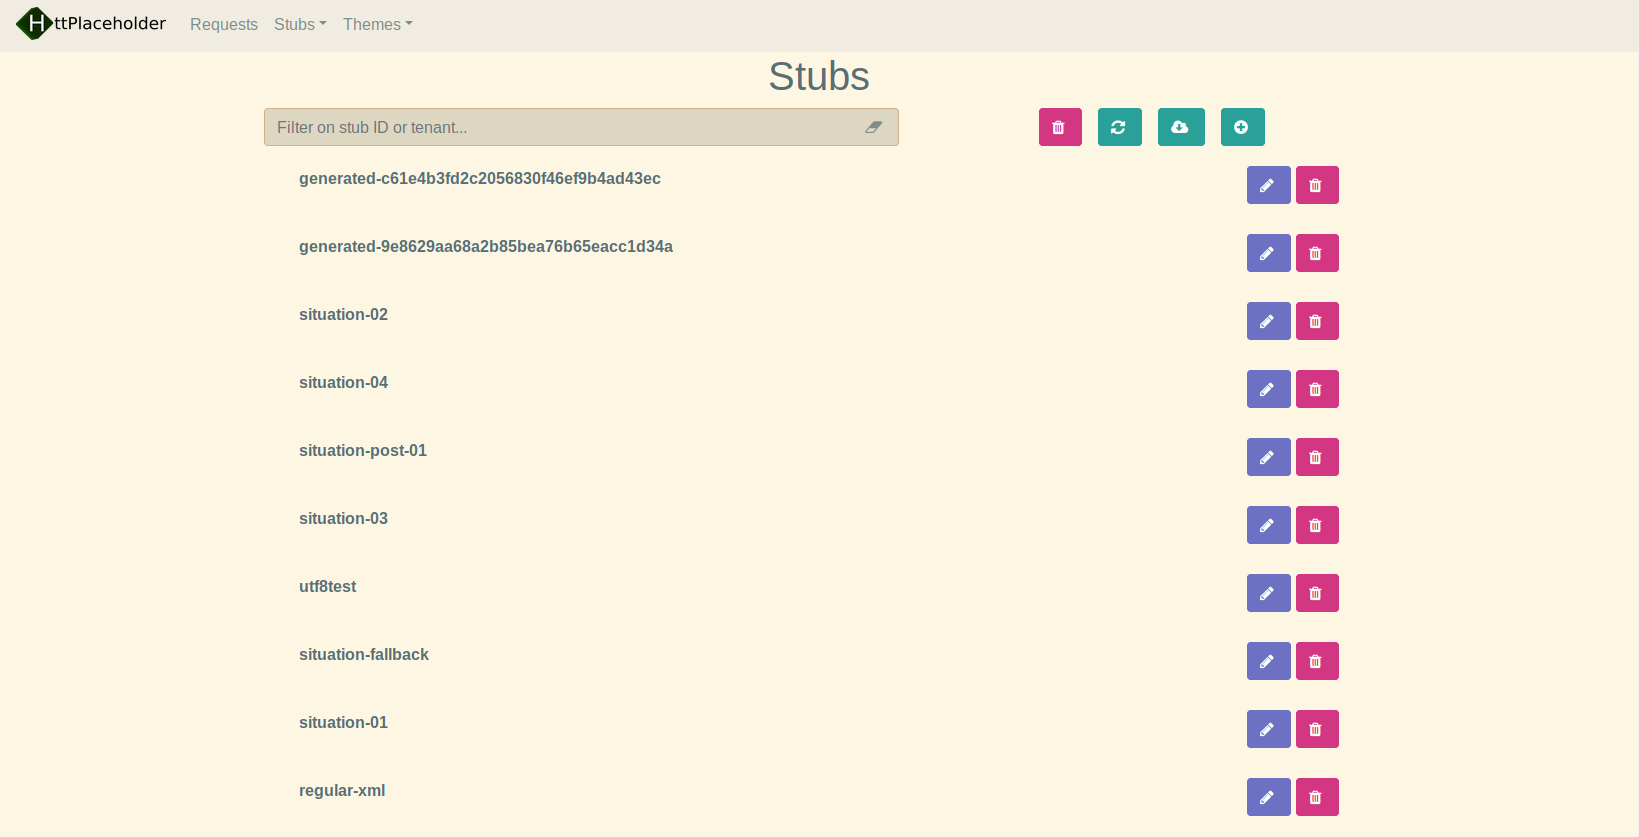 HttPlaceholder Requests Stubs Themes
Stubs
Filter on stub ID or tenant...
generated-c61e4b3fd2c2056830f46ef9b4ad43ec
generated-9e8629aa68a2b85bea76b65eacc1d34a
situation-02
situation-04
situation-post-01
situation-03
utf8test
situation-fallback
situation-01
regular-xml